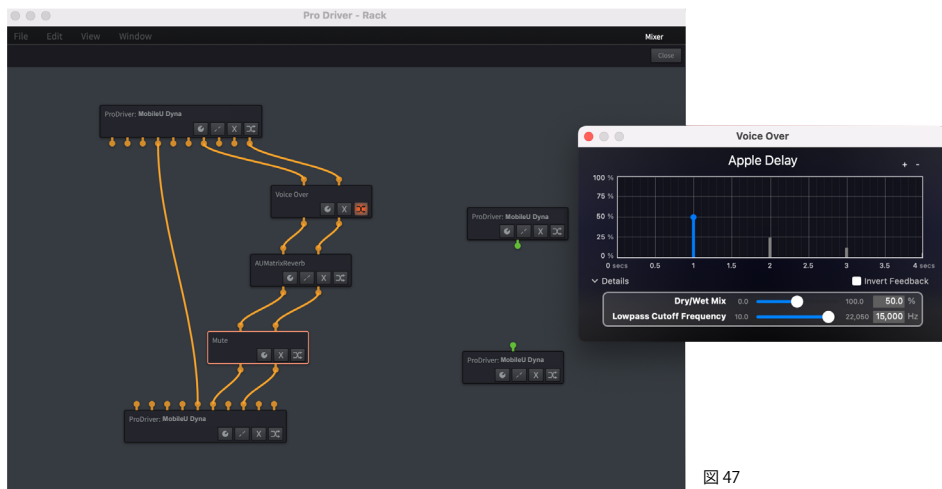 Pro Driver - Rack
File Edit View Window
Mixer
Close
ProDriver: MobileU Dyna
Voice Over
AUMatrixReverb
Mute
ProDriver: MobileU Dyna
ProDriver: MobileU Dyna
ProDriver: MobileU Dyna
Voice Over
Apple Delay
+ -
100 %
75 %
50 %
25 %
0 %
0 secs 0.5 1 1.5 2 2.5 3 3.5 4 secs
Details
Invert Feedback
Dry/Wet Mix 0.0 100.0 50.0 %
Lowpass Cutoff Frequency 10.0 22,050 15,000 Hz
図 47